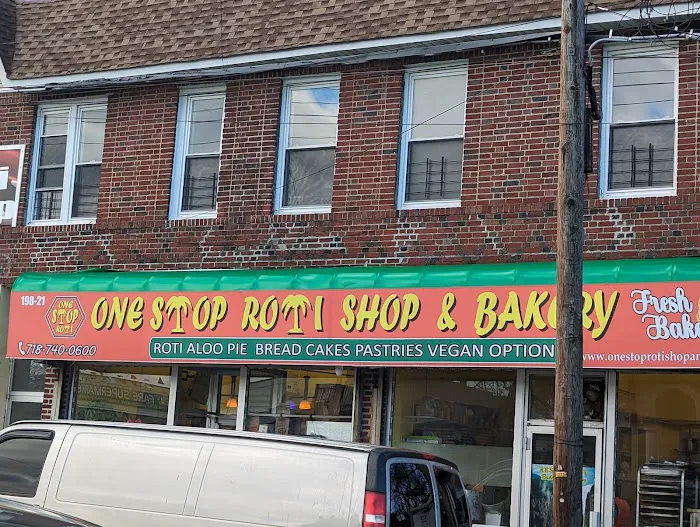 198-21
ONE STOP ROTI
ONE STOP ROTI SHOP & BAKERY
Fresh
Bake
718-740-0600
ROTI ALOO PIE BREAD CAKES PASTRIES VEGAN OPTION
www.onestoprotishopan